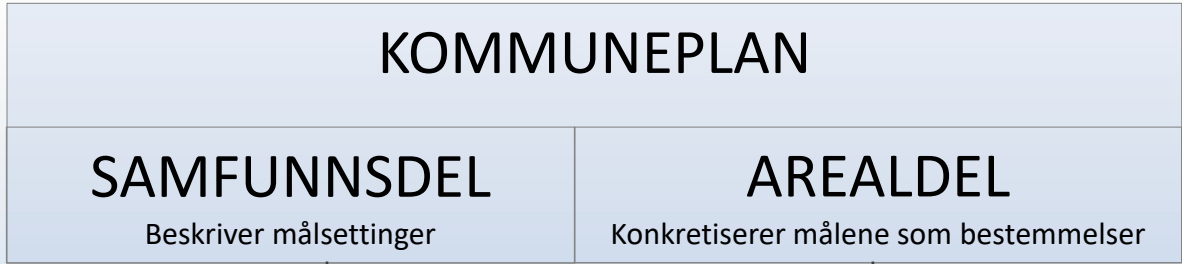 KOMMUNEPLAN
SAMFUNNSDEL
Beskriver målsettinger
AREALDEL
Konkretiserer målene som bestemmelser